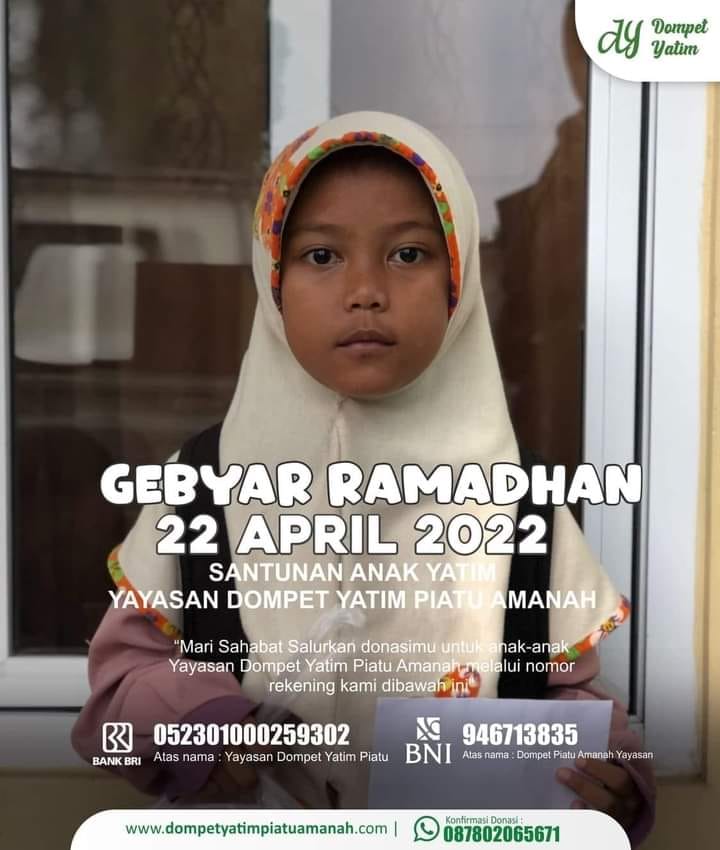 Dompet
Yatim
GEBYAR RAMADHAN
22 APRIL 2022
SANTUNAN ANAK YATIM
YAYASAN DOMPET YATIM PIATU AMANAH
“Mari Sahabat Salurkan donasimu untuk anak-anak
Yayasan Dompet Yatim Piatu Amanah melalui nomor
rekening kami dibawah ini”
BANK BRI
052301000259302
Atas nama : Yayasan Dompet Yatim Piatu
BNI
946713835
Atas nama : Dompet Piatu Amanah Yayasan
www.dompetyatimpiatuamanah.com |
Konfirmasi Donasi :
087802065671